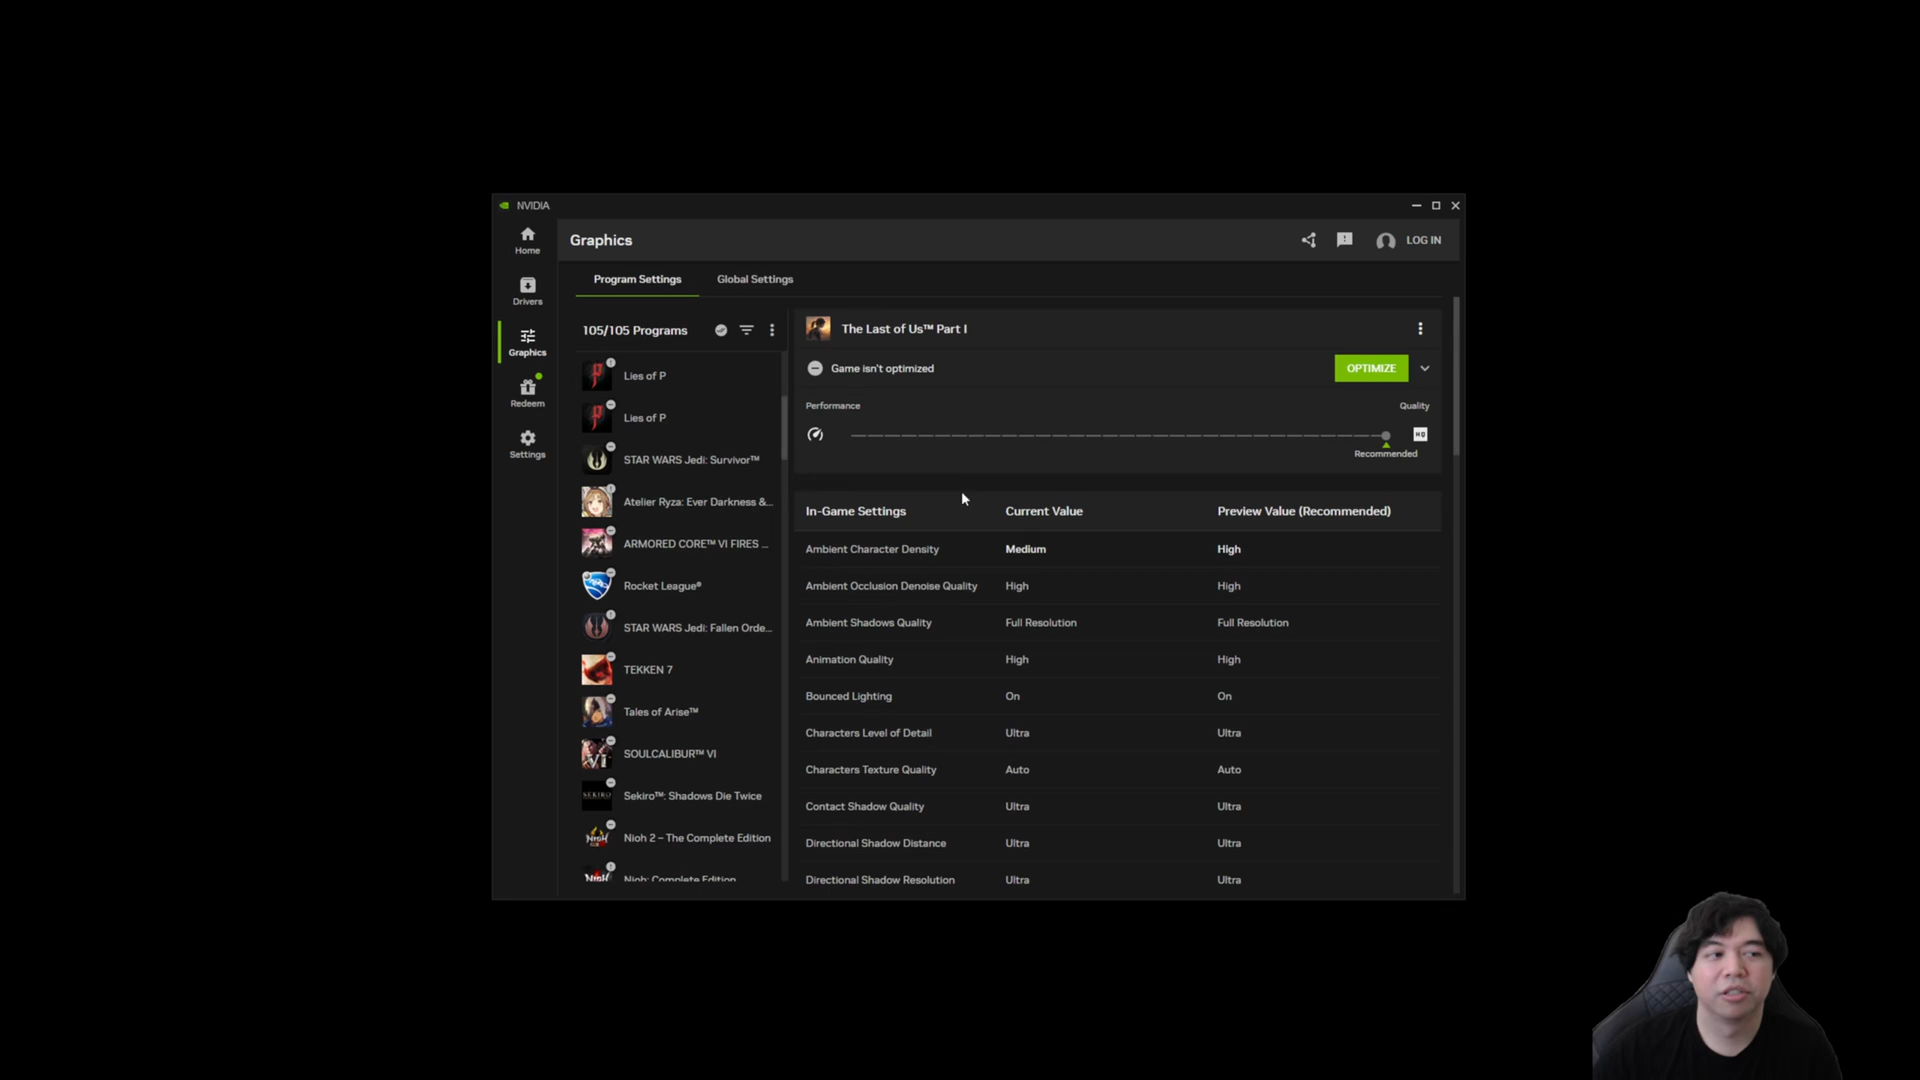 NVIDIA
Home
Drivers
Graphics
Redeem
Settings
Graphics
LOG IN
Program Settings
Global Settings
105/105 Programs
Lies of P
Lies of P
STAR WARS Jedi: Survivor™
Atelier Ryza: Ever Darkness &...
ARMORED CORE™ VI FIRES ...
Rocket League®
STAR WARS Jedi: Fallen Orde...
TEKKEN 7
Tales of Arise™
SOULCALIBUR™ VI
Sekiro™: Shadows Die Twice
Nioh 2 – The Complete Edition
Nioh: Complete Edition
The Last of Us™ Part I
Game isn't optimized
OPTIMIZE
Performance
Quality
HQ
Recommended
In-Game Settings Current Value Preview Value (Recommended)
Ambient Character Density Medium High
Ambient Occlusion Denoise Quality High High
Ambient Shadows Quality Full Resolution Full Resolution
Animation Quality High High
Bounced Lighting On On
Characters Level of Detail Ultra Ultra
Characters Texture Quality Auto Auto
Contact Shadow Quality Ultra Ultra
Directional Shadow Distance Ultra Ultra
Directional Shadow Resolution Ultra Ultra